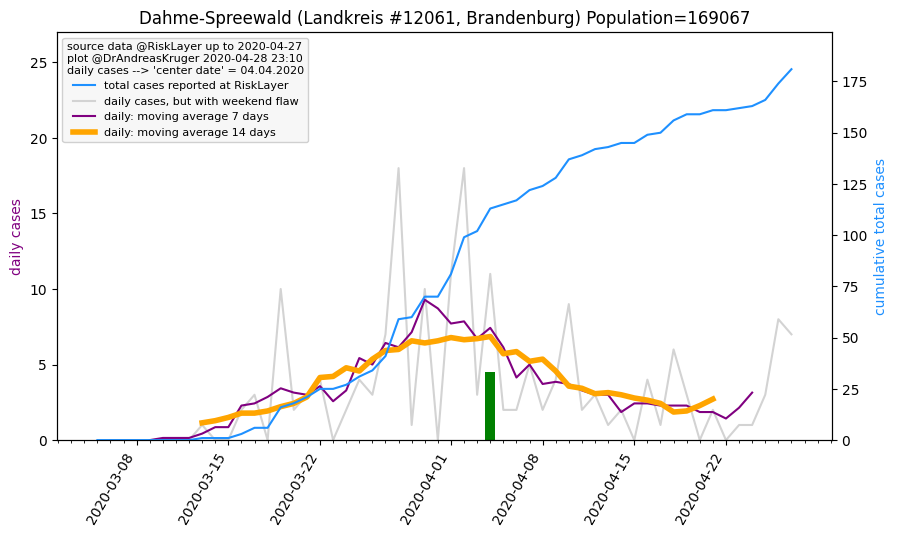 Dahme-Spreewald (Landkreis #12061, Brandenburg) Population=169067
source data @RiskLayer up to 2020-04-27
plot @DrAndreasKruger 2020-04-28 23:10
daily cases --> 'center date' = 04.04.2020
total cases reported at RiskLayer
daily cases, but with weekend flaw
daily: moving average 7 days
daily: moving average 14 days
daily cases
25
20
15
10
5
0
cumulative total cases
175
150
125
100
75
50
25
0
2020-03-08
2020-03-15
2020-03-22
2020-04-01
2020-04-08
2020-04-15
2020-04-22